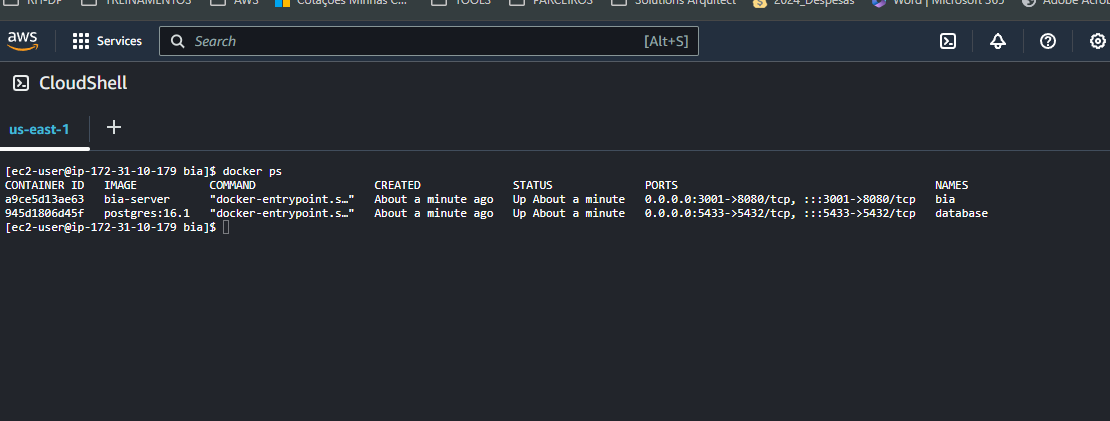 RH-DP TREINAMENTOS AWS Cotações Minhas C... TOOLS PARCEIROS Solutions Arquitect 2024_Despesas Word | Microsoft 365 Adobe Acrob
aws Services Search [Alt+S]
CloudShell
us-east-1
[ec2-user@ip-172-31-10-179 bia]$ docker ps
CONTAINER ID IMAGE COMMAND CREATED STATUS PORTS NAMES
a9ce5d13ae63 bia-server "docker-entrypoint.s…" About a minute ago Up About a minute 0.0.0.0:3001->8080/tcp, :::3001->8080/tcp bia
945d1806d45f postgres:16.1 "docker-entrypoint.s…" About a minute ago Up About a minute 0.0.0.0:5433->5432/tcp, :::5433->5432/tcp database
[ec2-user@ip-172-31-10-179 bia]$